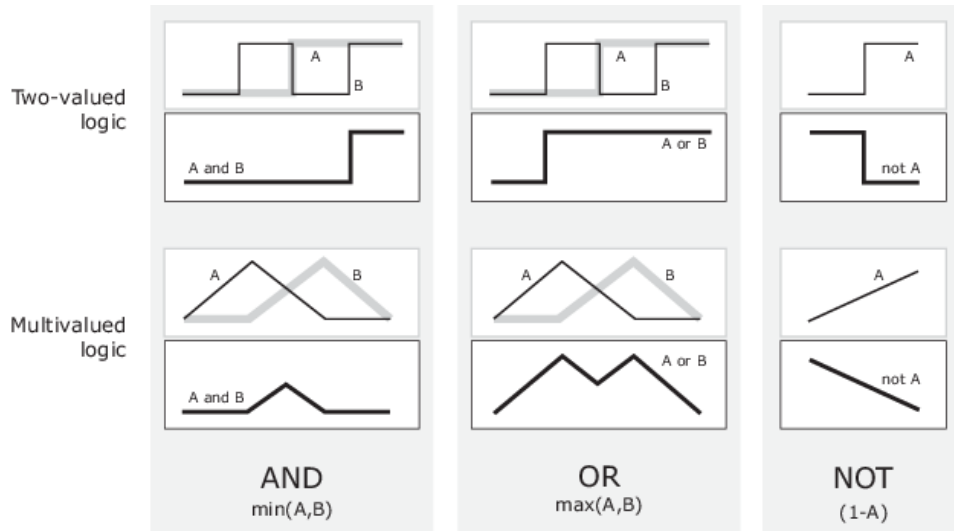 Two-valued
logic
A
B
A and B
A
B
A or B
A
not A
Multivalued
logic
A
B
A and B
A
B
A or B
A
not A
AND
min(A,B)
OR
max(A,B)
NOT
(1-A)